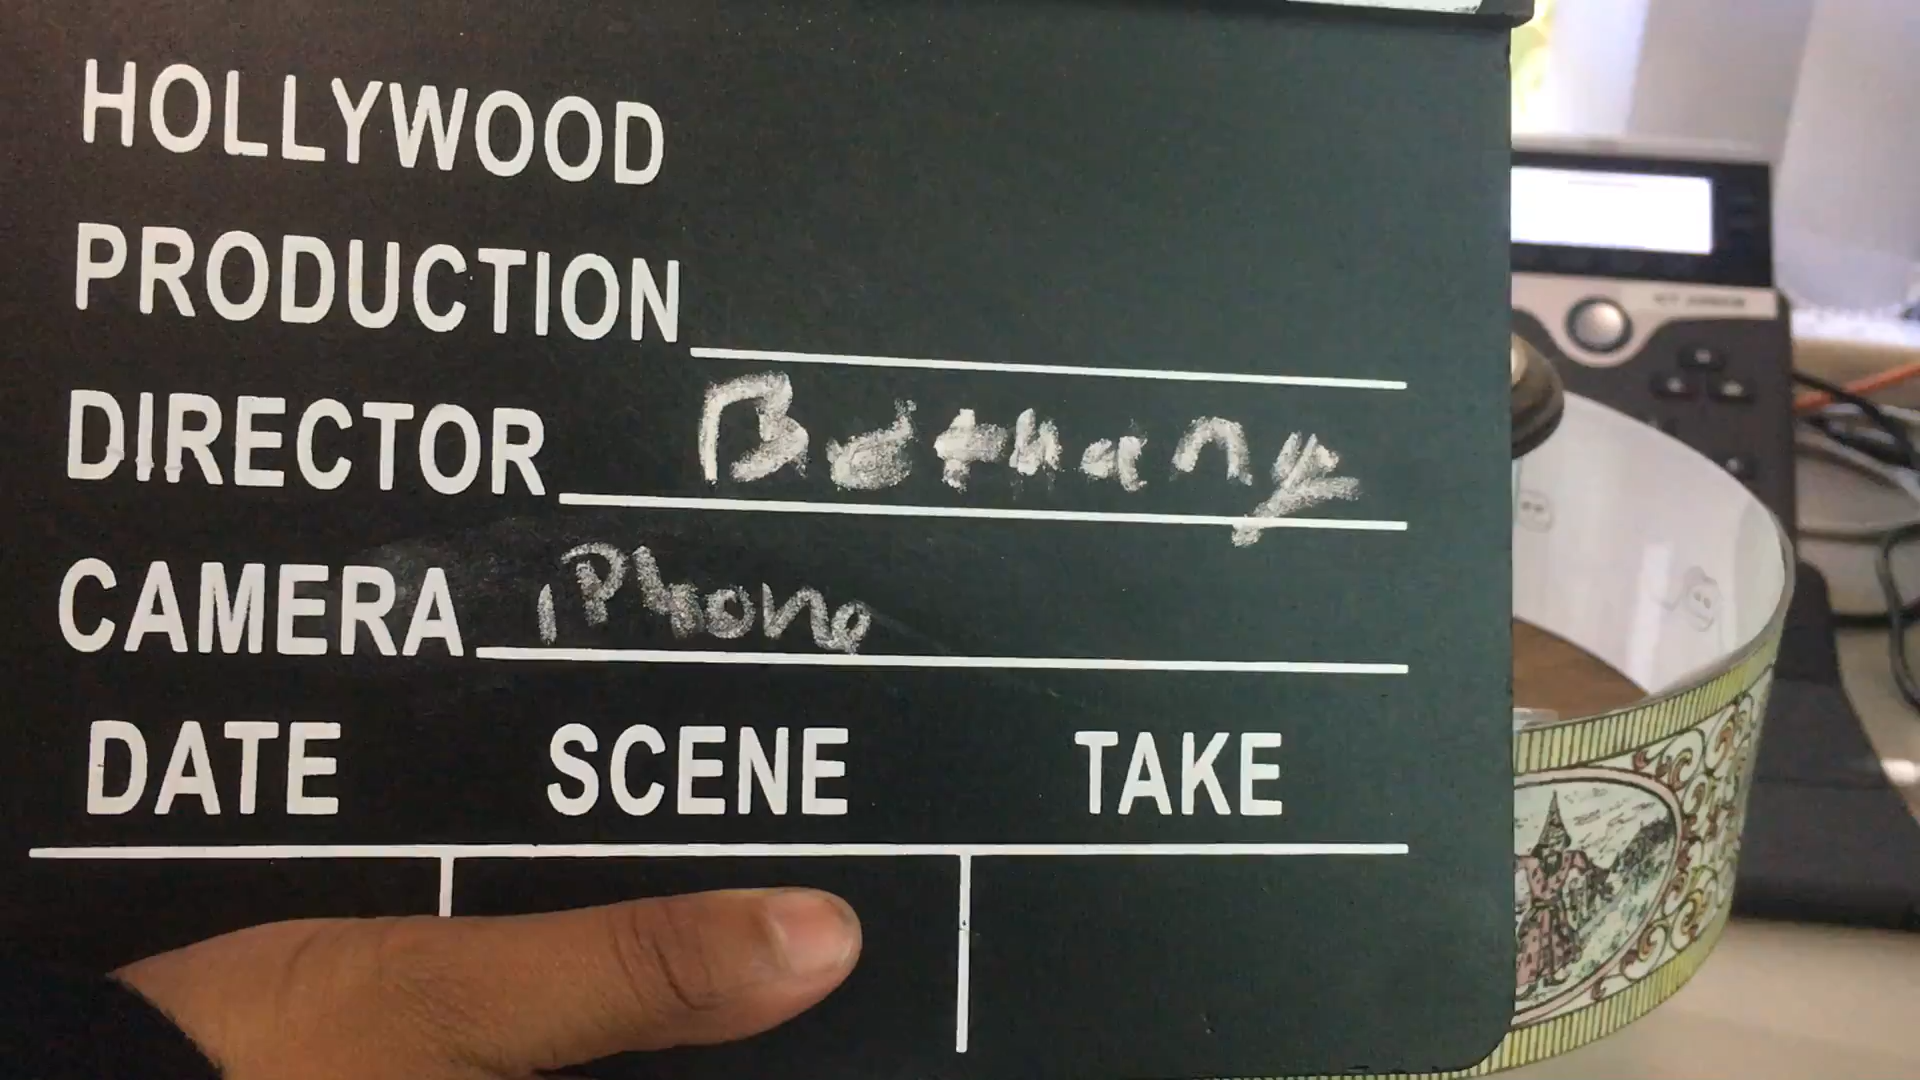 HOLLYWOOD
PRODUCTION
DIRECTOR Bethany
CAMERA iPhone
DATE SCENE TAKE